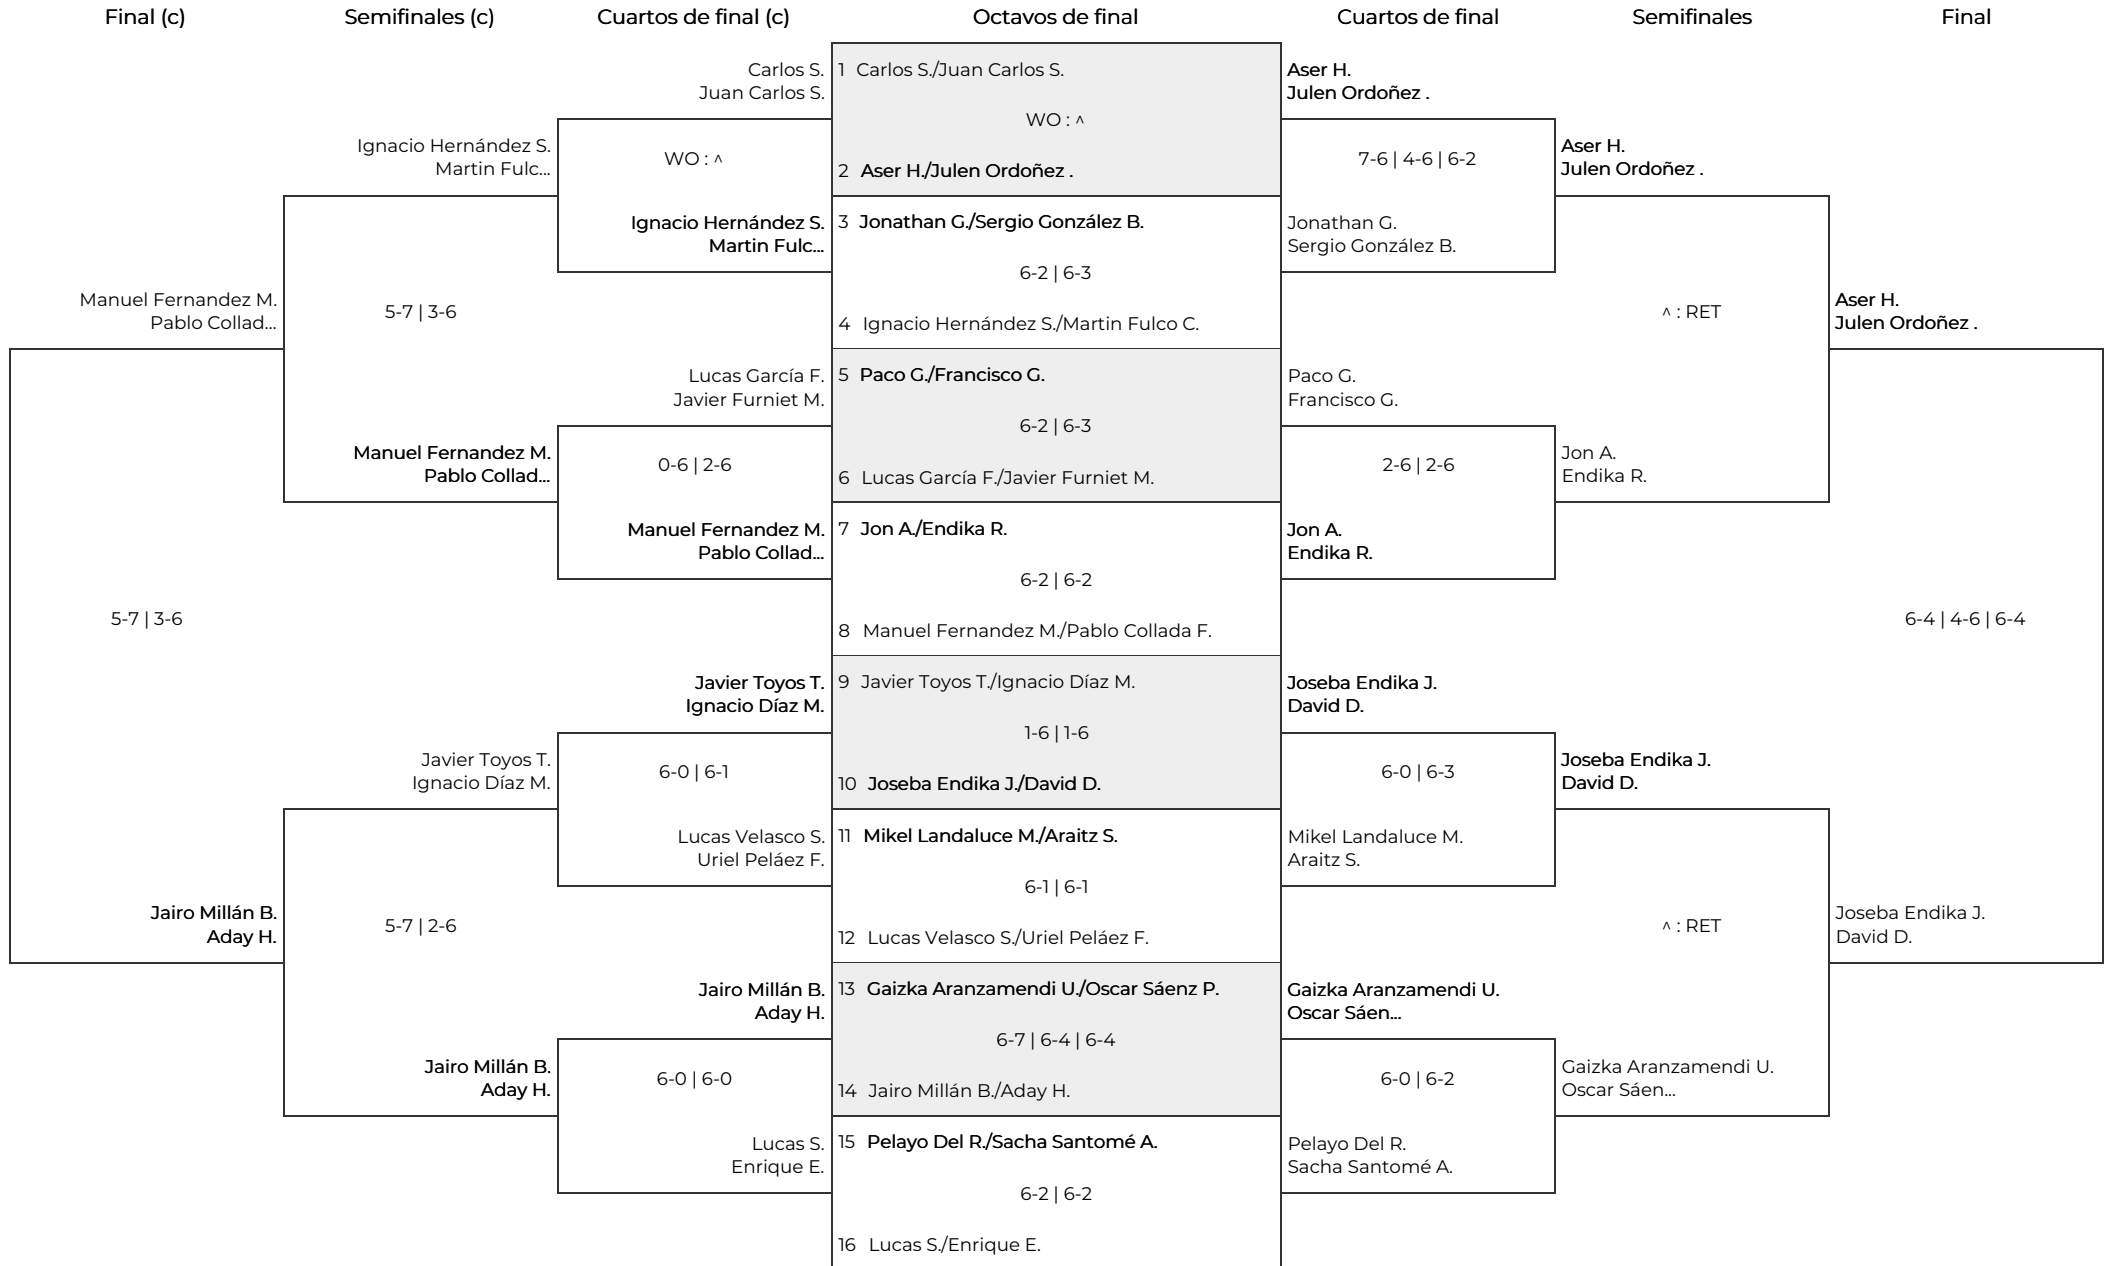 Final (c)
Semifinales (c)
Cuartos de final (c)
Octavos de final
Cuartos de final
Semifinales
Final
Manuel Fernandez M.
Pablo Collad...
5-7 | 3-6
Jairo Millán B.
Aday H.
Ignacio Hernández S.
Martin Fulc...
5-7 | 3-6
Manuel Fernandez M.
Pablo Collad...
Javier Toyos T.
Ignacio Díaz M.
5-7 | 2-6
Jairo Millán B.
Aday H.
Carlos S.
Juan Carlos S.
WO : ^
Ignacio Hernández S.
Martin Fulc...
Lucas García F.
Javier Furniet M.
0-6 | 2-6
Manuel Fernandez M.
Pablo Collad...
Javier Toyos T.
Ignacio Díaz M.
6-0 | 6-1
Lucas Velasco S.
Uriel Peláez F.
Jairo Millán B.
Aday H.
6-0 | 6-0
Lucas S.
Enrique E.
1 Carlos S./Juan Carlos S.
WO : ^
2 Aser H./Julen Ordoñez .
3 Jonathan G./Sergio González B.
6-2 | 6-3
4 Ignacio Hernández S./Martin Fulco C.
5 Paco G./Francisco G.
6-2 | 6-3
6 Lucas García F./Javier Furniet M.
7 Jon A./Endika R.
6-2 | 6-2
8 Manuel Fernandez M./Pablo Collada F.
9 Javier Toyos T./Ignacio Díaz M.
1-6 | 1-6
10 Joseba Endika J./David D.
11 Mikel Landaluce M./Araitz S.
6-1 | 6-1
12 Lucas Velasco S./Uriel Peláez F.
13 Gaizka Aranzamendi U./Oscar Sáenz P.
6-7 | 6-4 | 6-4
14 Jairo Millán B./Aday H.
15 Pelayo Del R./Sacha Santomé A.
6-2 | 6-2
16 Lucas S./Enrique E.
Aser H.
Julen Ordoñez .
7-6 | 4-6 | 6-2
Jonathan G.
Sergio González B.
Paco G.
Francisco G.
2-6 | 2-6
Jon A.
Endika R.
Joseba Endika J.
David D.
6-0 | 6-3
Mikel Landaluce M.
Araitz S.
Gaizka Aranzamendi U.
Oscar Sáen...
6-0 | 6-2
Pelayo Del R.
Sacha Santomé A.
Aser H.
Julen Ordoñez .
^ : RET
Jon A.
Endika R.
Joseba Endika J.
David D.
^ : RET
Gaizka Aranzamendi U.
Oscar Sáen...
Aser H.
Julen Ordoñez .
6-4 | 4-6 | 6-4
Joseba Endika J.
David D.